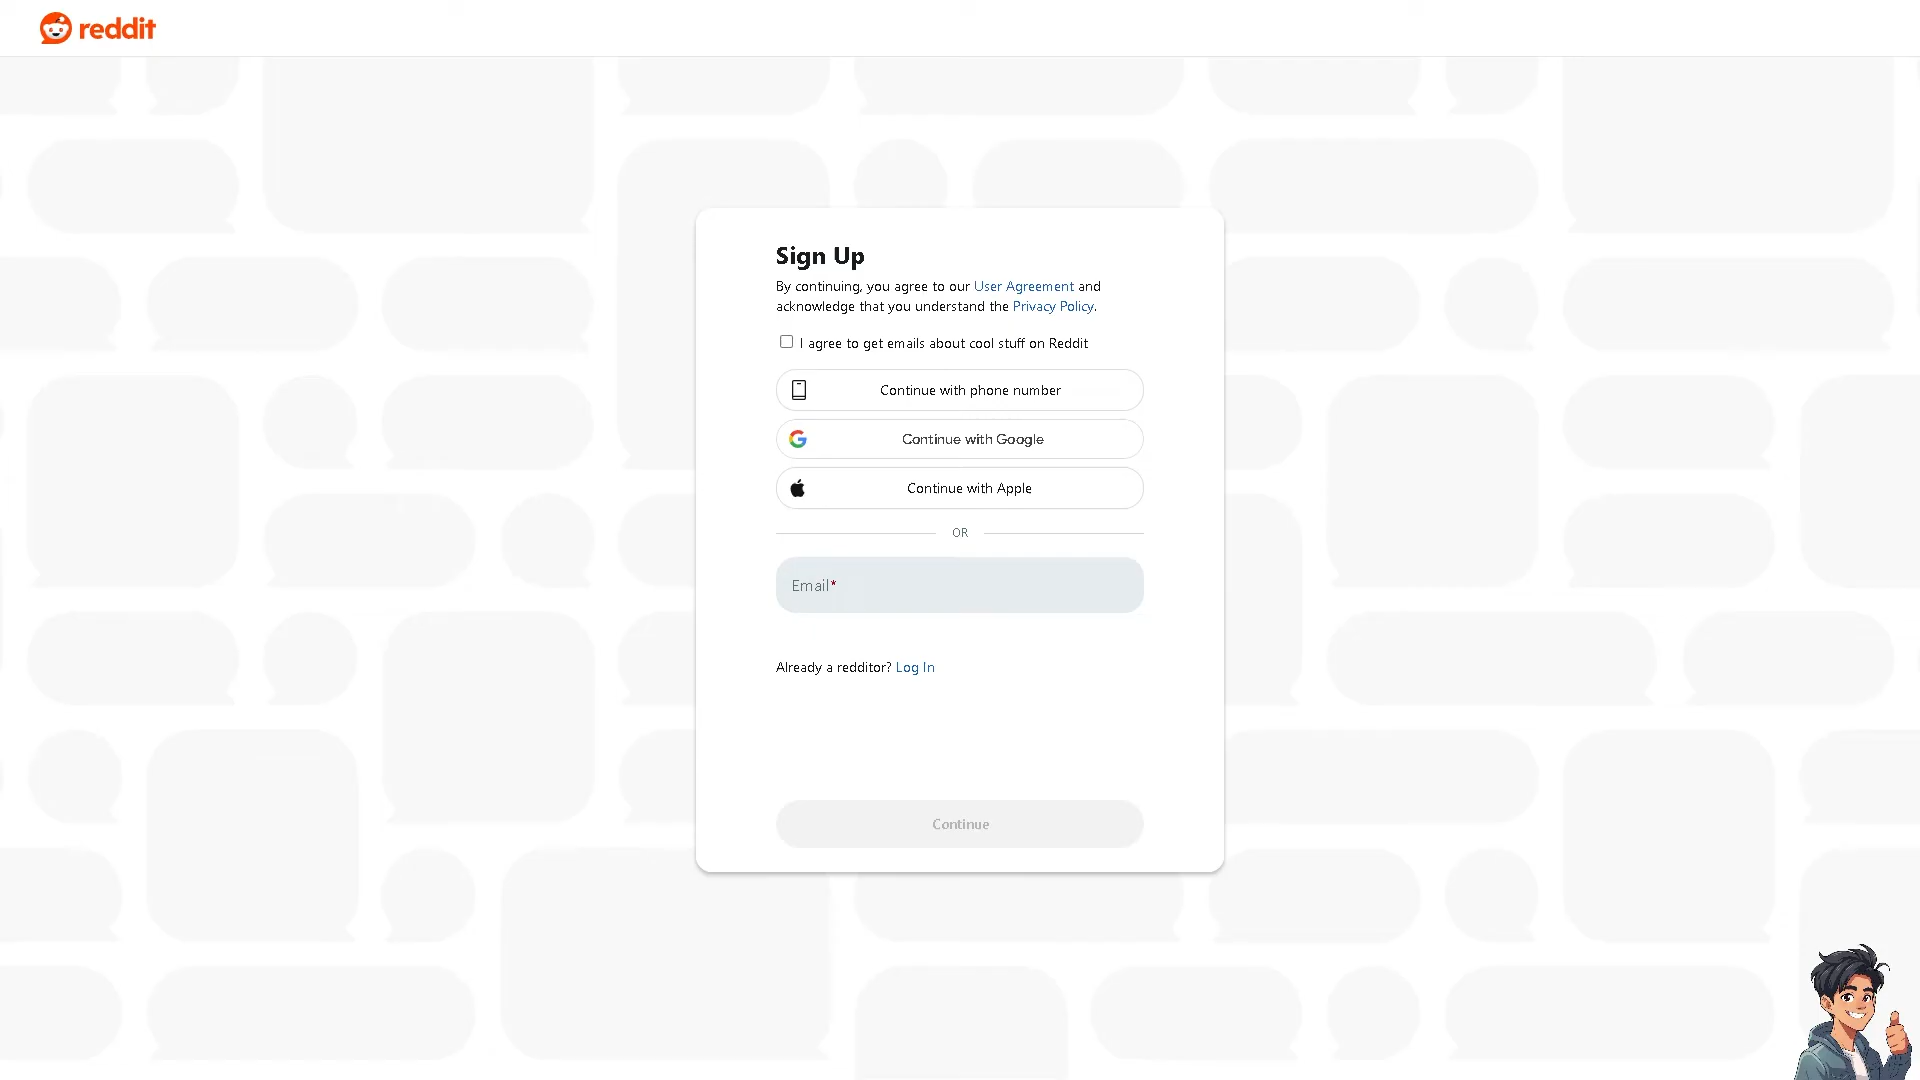 reddit
Sign Up
By continuing, you agree to our User Agreement and
acknowledge that you understand the Privacy Policy.
I agree to get emails about cool stuff on Reddit
Continue with phone number
Continue with Google
Continue with Apple
OR
Email*
Already a redditor? Log In
Continue